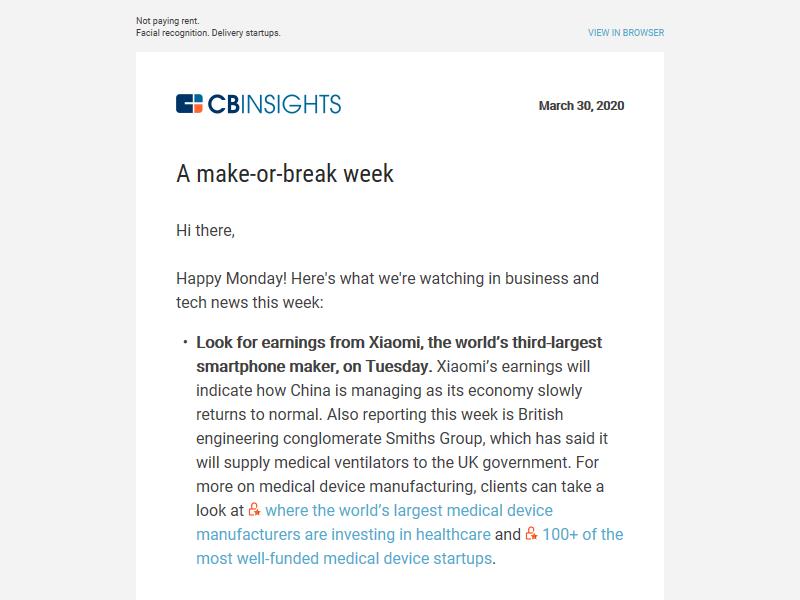 Not paying rent.
Facial recognition. Delivery startups.
VIEW IN BROWSER
CBINSIGHTS
March 30, 2020
A make-or-break week
Hi there,
Happy Monday! Here's what we're watching in business and
tech news this week:
• Look for earnings from Xiaomi, the world’s third-largest
smartphone maker, on Tuesday. Xiaomi’s earnings will
indicate how China is managing as its economy slowly
returns to normal. Also reporting this week is British
engineering conglomerate Smiths Group, which has said it
will supply medical ventilators to the UK government. For
more on medical device manufacturing, clients can take a
look at where the world’s largest medical device
manufacturers are investing in healthcare and 100+ of the
most well-funded medical device startups.